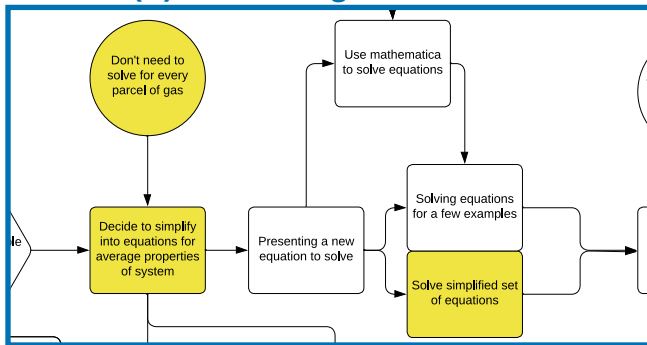 Don't need to
solve for every
parcel of gas
Use mathematica
to solve equations
Decide to simplify
into equations for
average properties
of system
Presenting a new
equation to solve
Solving equations
for a few examples
Solve simplified set
of equations